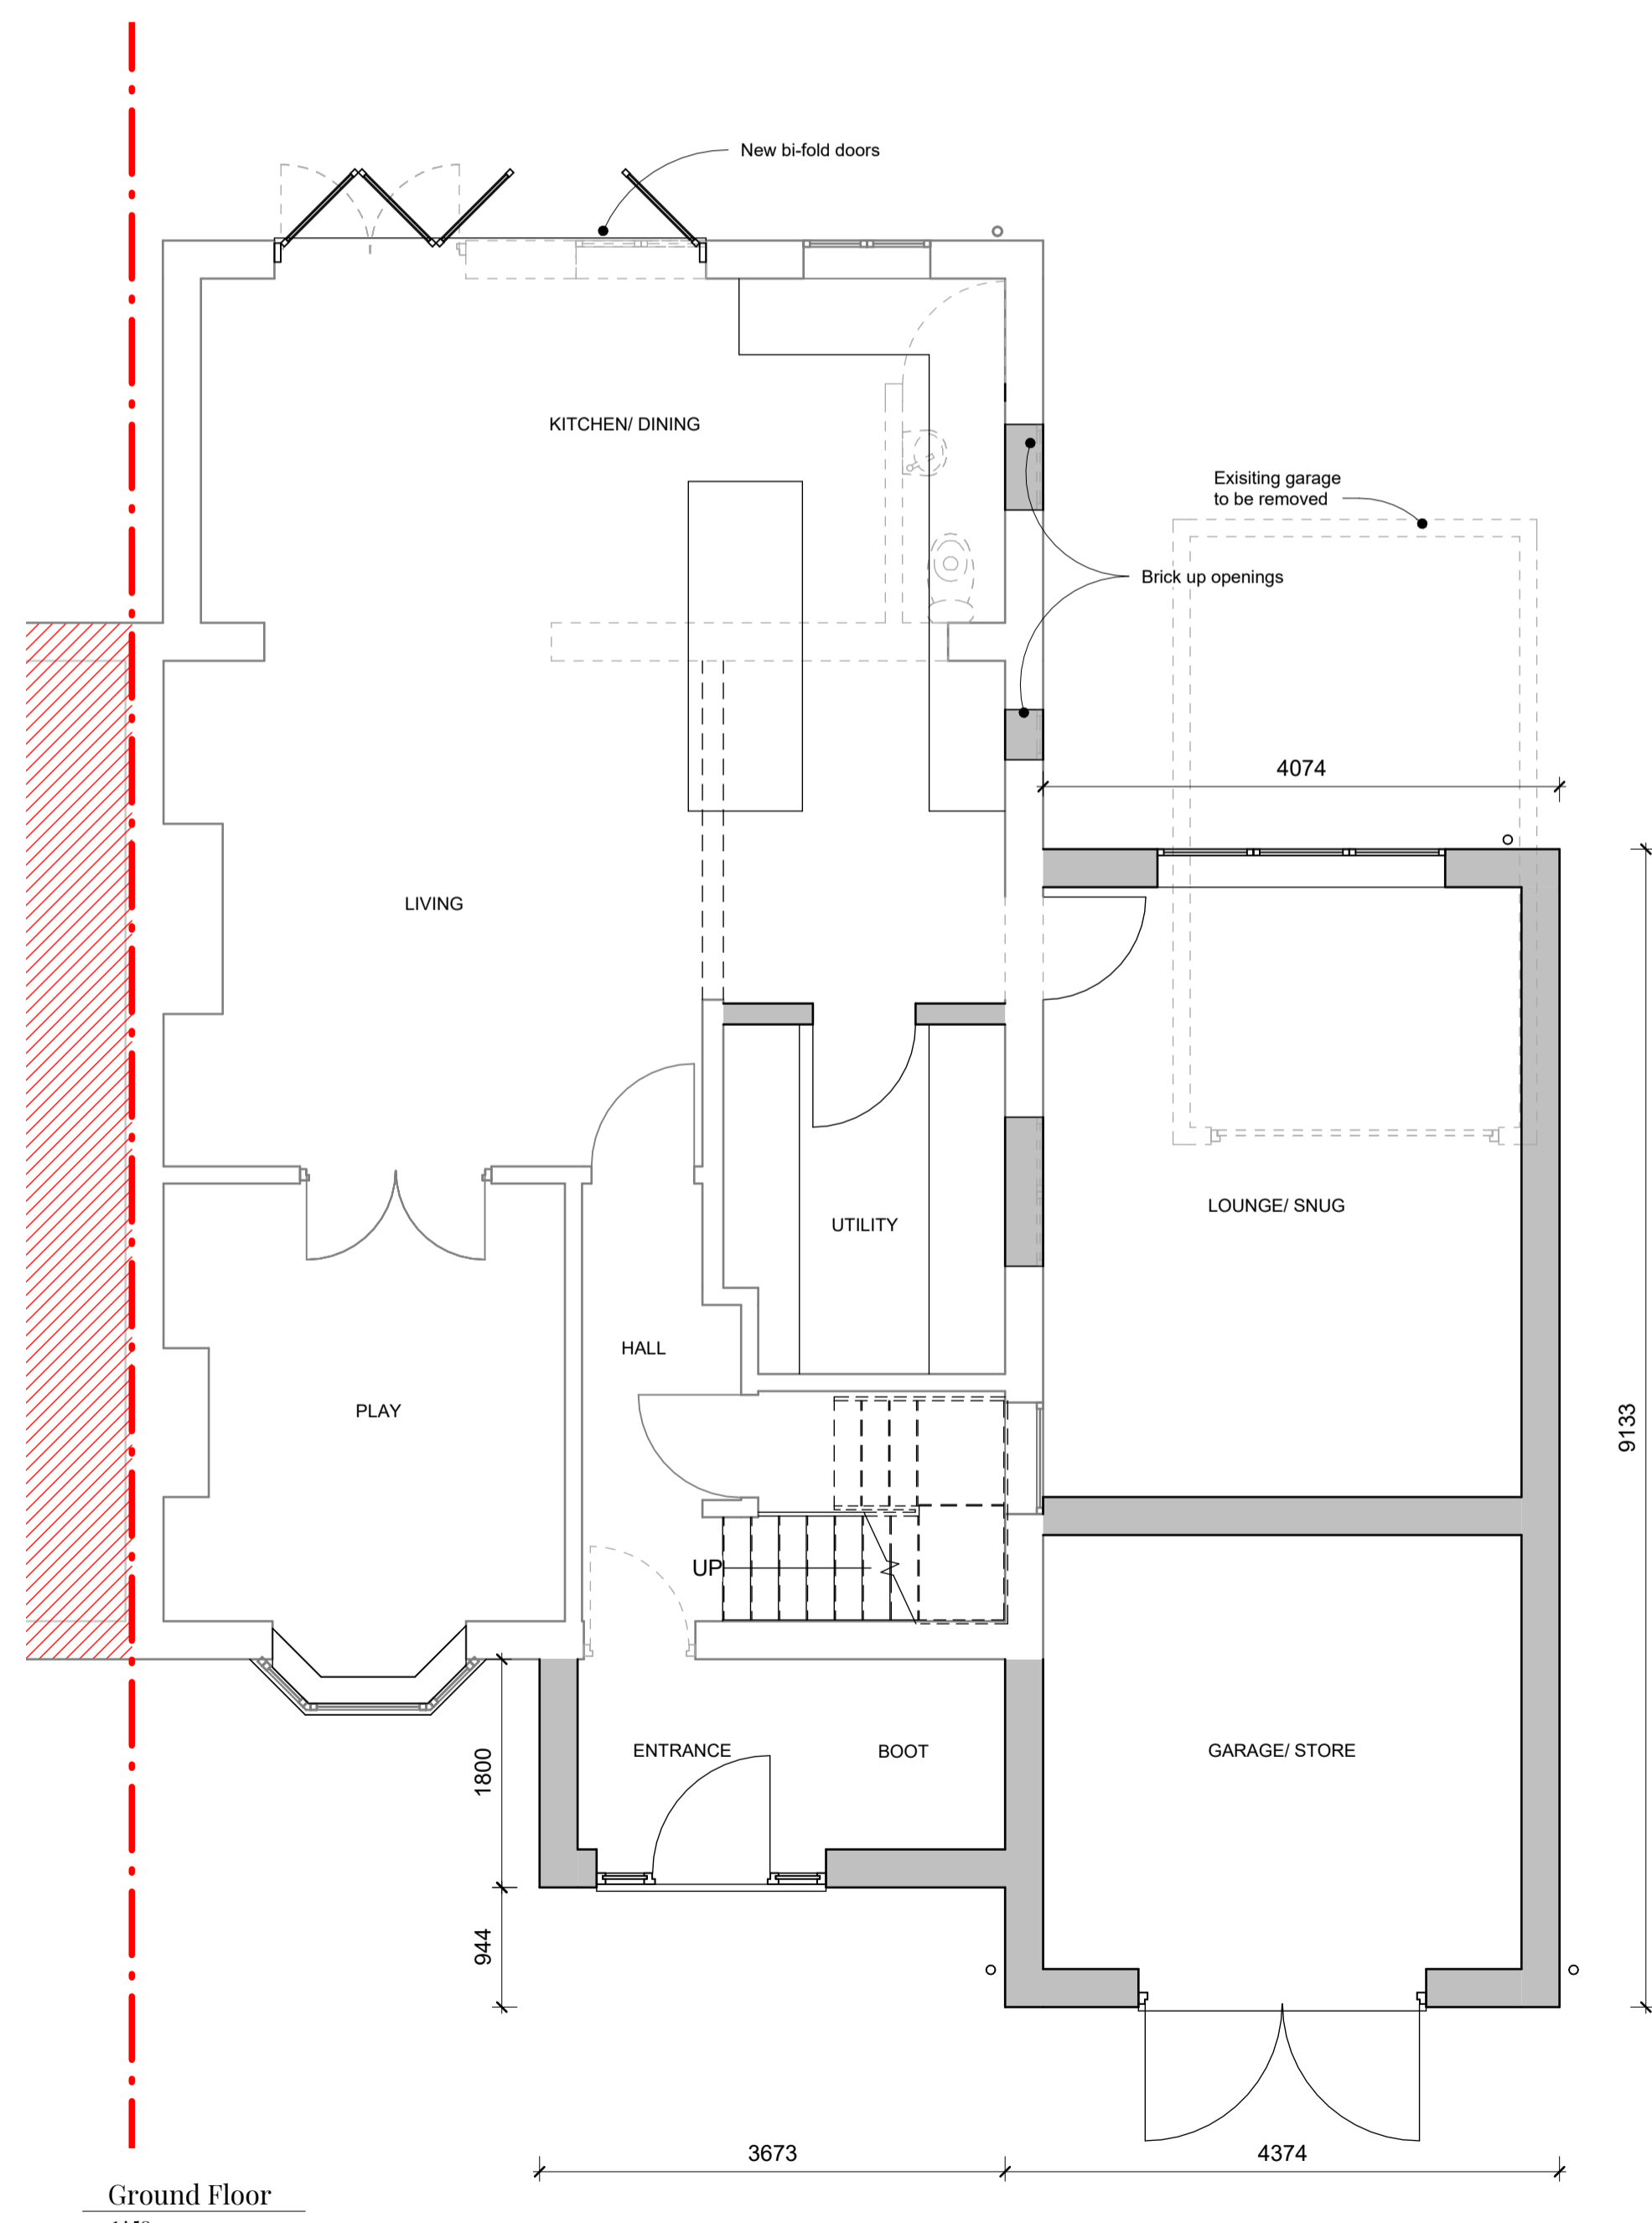 New bi-fold doors
KITCHEN/ DINING
Exisiting garage
to be removed
Brick up openings
4074
LIVING
LOUNGE/ SNUG
UTILITY
HALL
PLAY
9133
UP
ENTRANCE
BOOT
GARAGE/ STORE
1800
944
3673
4374
Ground Floor